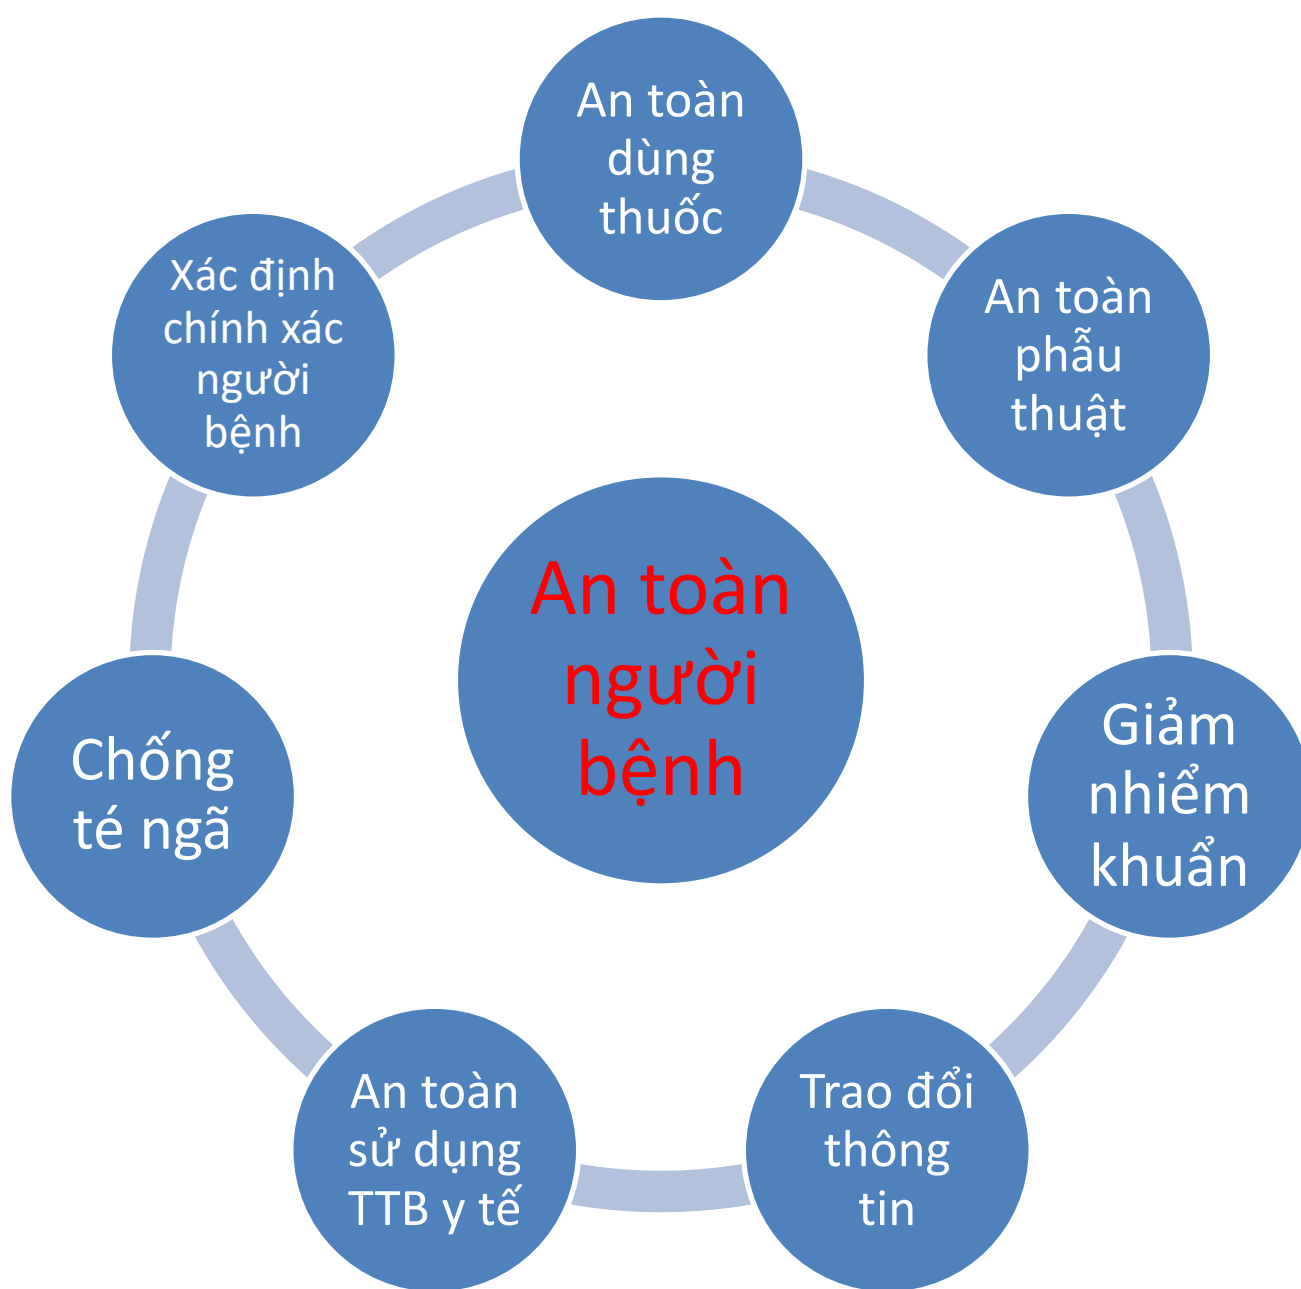 An toàn
dùng
thuốc
An toàn
phẫu
thuật
Giảm
nhiểm
khuẩn
Trao đổi
thông
tin
An toàn
sử dụng
TTB y tế
Chống
té ngã
Xác định
chính xác
người
bệnh
An toàn
người
bệnh